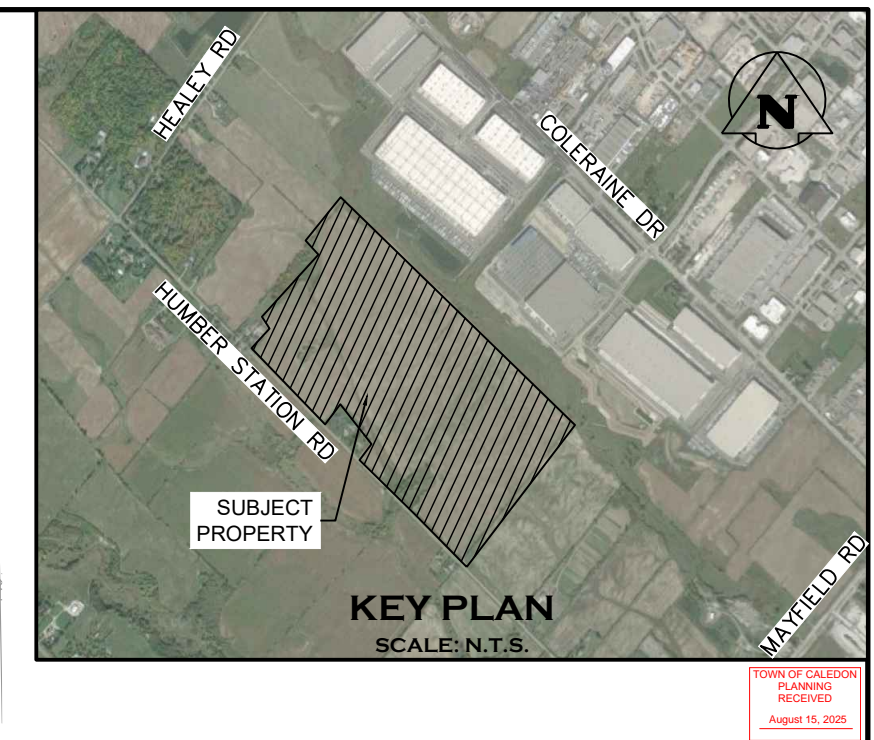 HEALEY RD
COLERAINE DR
N
HUMBER STATION RD
SUBJECT
PROPERTY
MAYFIELD RD
KEY PLAN
SCALE: N.T.S.
TOWN OF CALEDON
PLANNING
RECEIVED
August 15, 2025